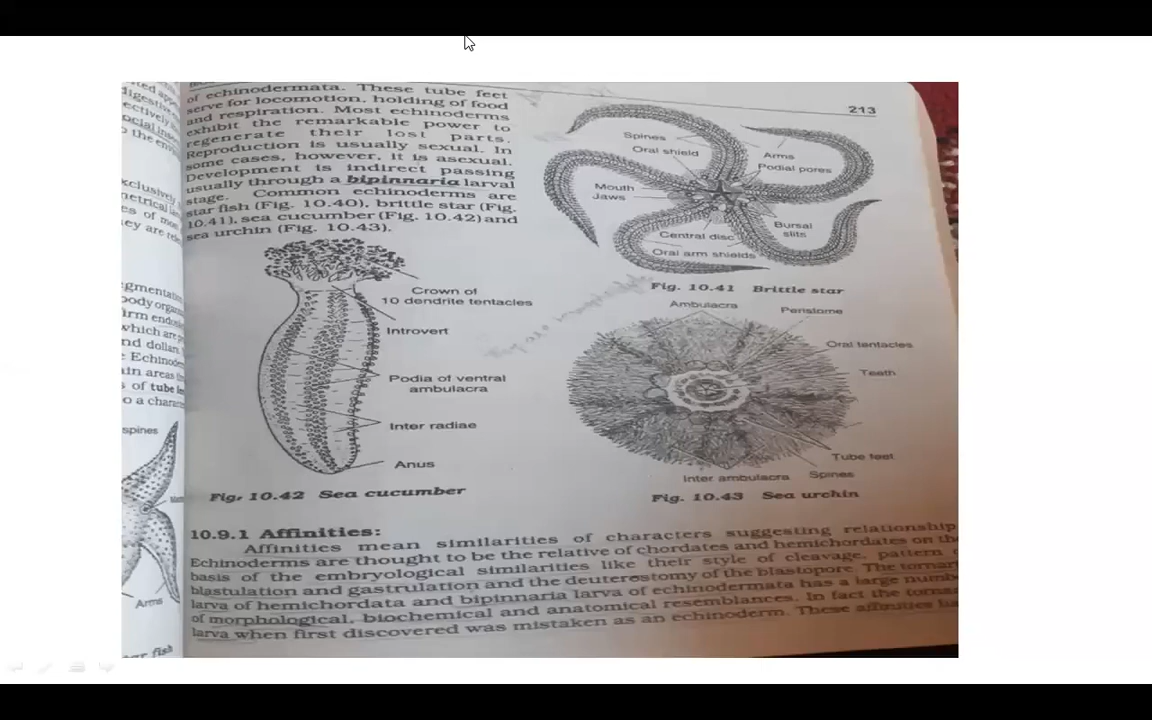 213
of echinodermata. These tube feet
serve for locomotion, holding of food
and respiration. Most echinoderms
exhibit the remarkable power to
regenerate their lost parts.
Reproduction is usually sexual. In
some cases, however, it is asexual.
Development is indirect passing
usually through a bipinnaria larval
stage. Common echinoderms are
star fish (Fig. 10.40), brittle star (Fig.
10.41), sea cucumber (Fig. 10.42) and
sea urchin (Fig. 10.43).
Crown of
10 dendrite tentacles
Introvert
Podia of ventral
ambulacra
Inter radiae
Anus
Fig. 10.42 Sea cucumber
Spines
Oral shield
Arms
Podial pores
Mouth
Jaws
Bursal
slits
Central disc
Oral arm shields
Fig. 10.41 Brittle star
Ambulacra
Peristome
Oral tentacles
Teeth
Tube feet
Spines
Inter ambulacra
Fig. 10.43 Sea urchin
10.9.1 Affinities:
Affinities mean similarities of characters suggesting relationship
Echinoderms are thought to be the relative of chordates and hemichordates on
basis of the embryological similarities like their style of cleavage, pattern
blastulation and gastrulation and the deuterostomy of the blastopore. The
larva of hemichordata and bipinnaria larva of echinodermata has a large
of morphological, biochemical and anatomical resemblances. In fact the
larva when first discovered was mistaken as an echinoderm. These affinities
digestive
which are
Echinoder
ain areas
s of tube
o a charac
spines
Arms
fish